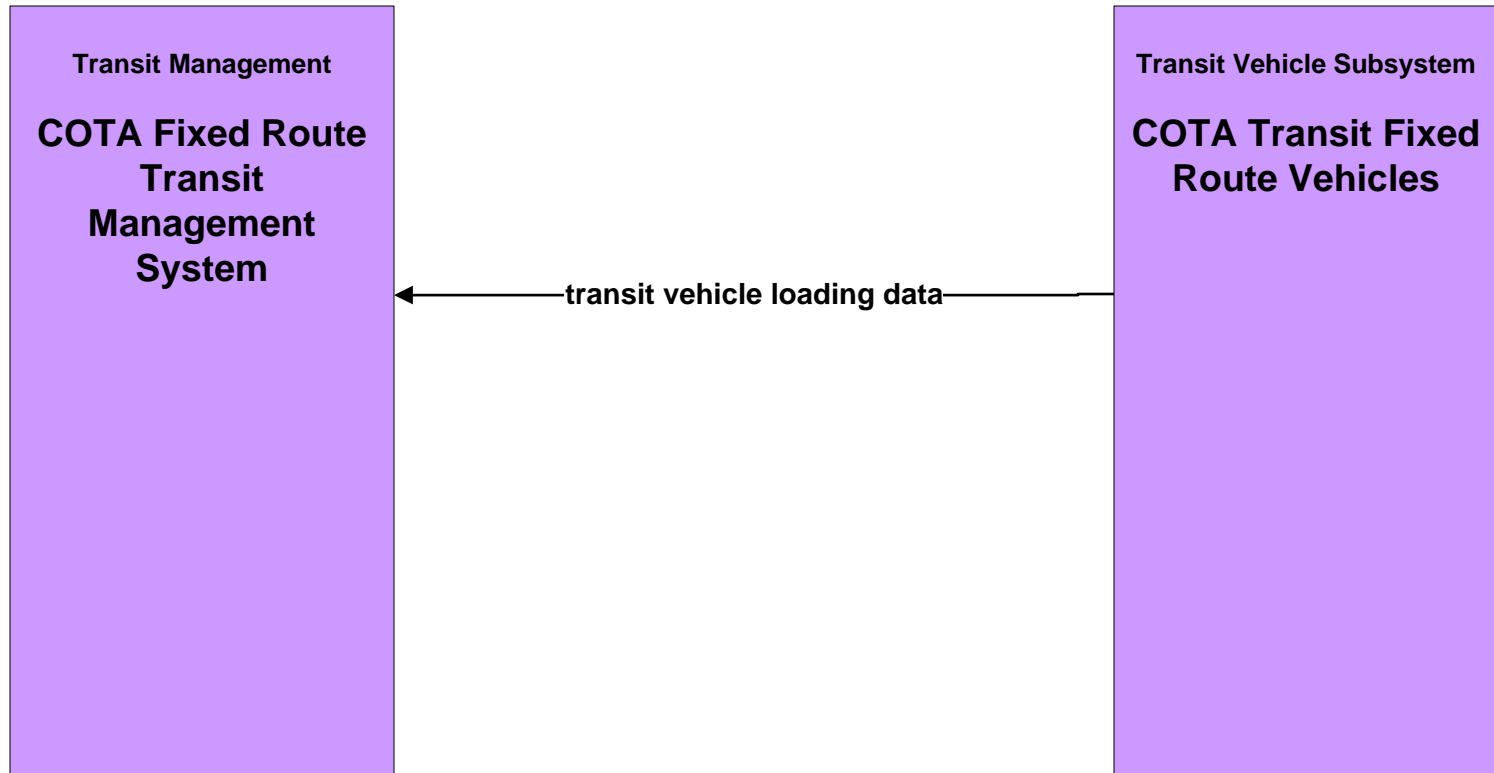 Transit Management
COTA Fixed Route
Transit
Management
System
transit vehicle loading data
Transit Vehicle Subsystem
COTA Transit Fixed
Route Vehicles